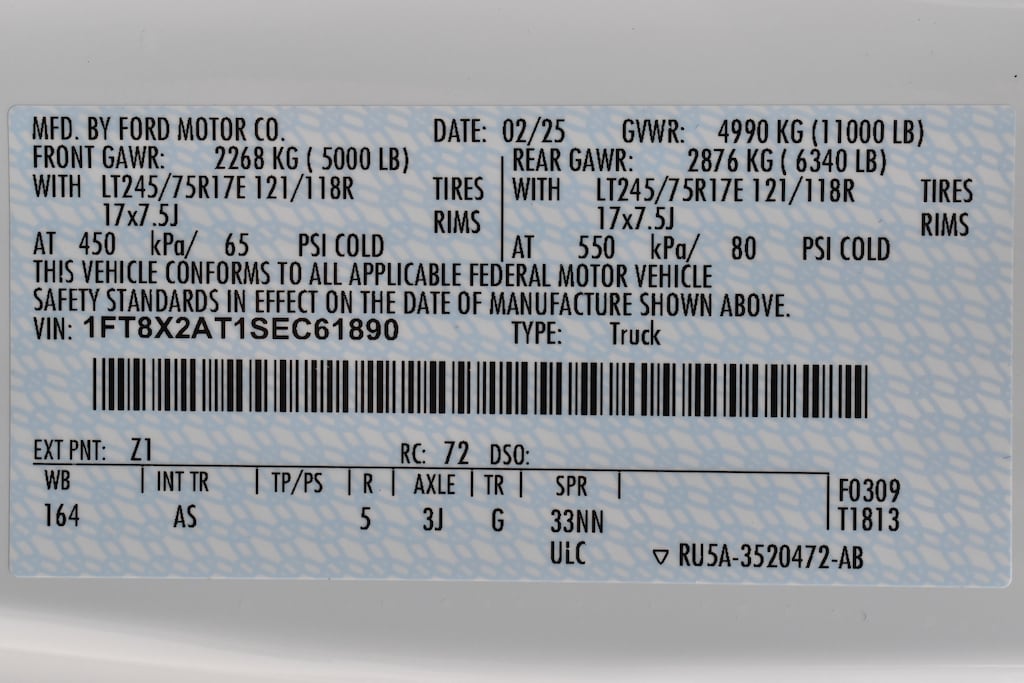 MFD. BY FORD MOTOR CO. DATE: 02/25 GVWR: 4990 KG (11000 LB)
FRONT GAWR: 2268 KG ( 5000 LB) REAR GAWR: 2876 KG ( 6340 LB)
WITH LT245/75R17E 121/118R TIRES WITH LT245/75R17E 121/118R TIRES
17x7.5J RIMS 17x7.5J RIMS
AT 450 kPa/ 65 PSI COLD AT 550 kPa/ 80 PSI COLD
THIS VEHICLE CONFORMS TO ALL APPLICABLE FEDERAL MOTOR VEHICLE
SAFETY STANDARDS IN EFFECT ON THE DATE OF MANUFACTURE SHOWN ABOVE.
VIN: 1FT8X2AT1SEC61890 TYPE: Truck
EXT PNT: Z1 RC: 72 DSO:
WB INT TR TP/PS R AXLE TR SPR F0309
164 AS 5 3J G 33NN T1813
ULC ▽ RU5A-3520472-AB